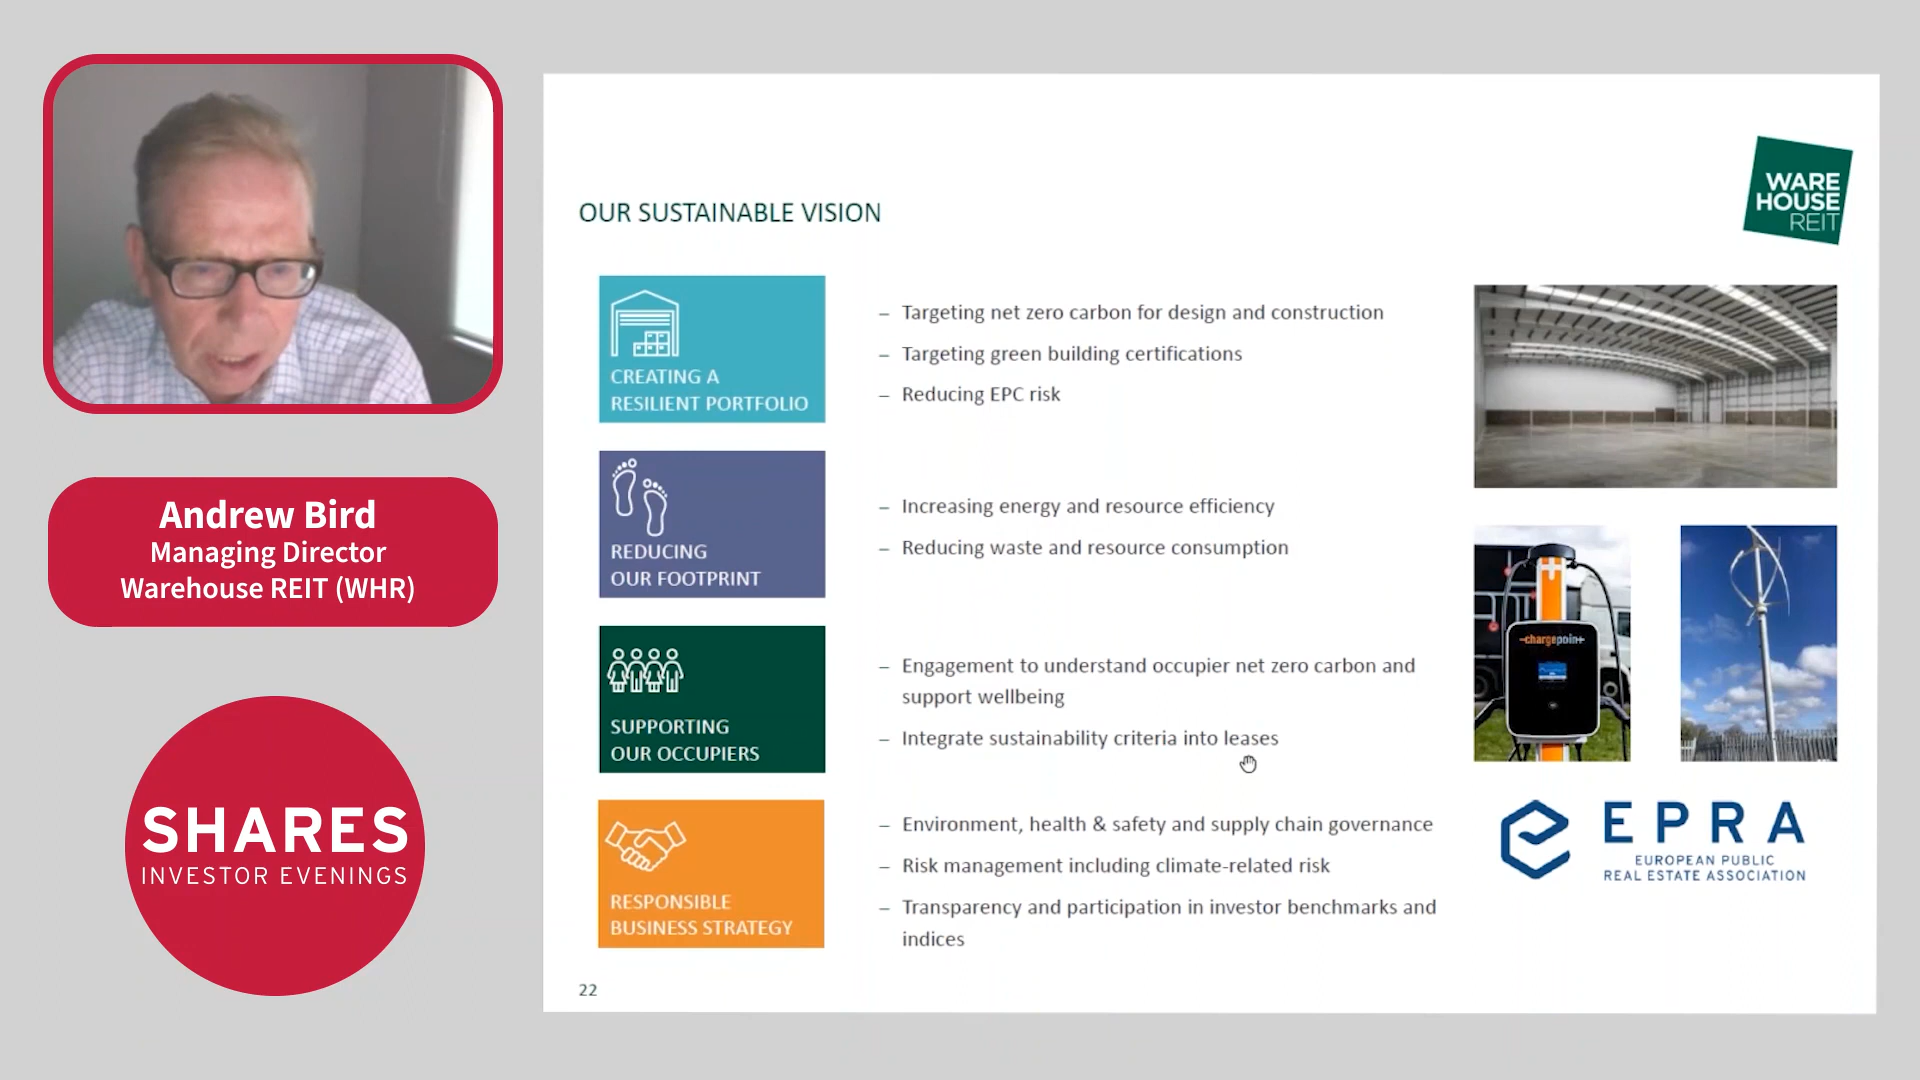 Andrew Bird
Managing Director
Warehouse REIT (WHR)
SHARES
INVESTOR EVENINGS
OUR SUSTAINABLE VISION
WARE
HOUSE
REIT
CREATING A
RESILIENT PORTFOLIO
– Targeting net zero carbon for design and construction
– Targeting green building certifications
– Reducing EPC risk
REDUCING
OUR FOOTPRINT
– Increasing energy and resource efficiency
– Reducing waste and resource consumption
SUPPORTING
OUR OCCUPIERS
– Engagement to understand occupier net zero carbon and
support wellbeing
– Integrate sustainability criteria into leases
RESPONSIBLE
BUSINESS STRATEGY
– Environment, health & safety and supply chain governance
– Risk management including climate-related risk
– Transparency and participation in investor benchmarks and
indices
-chargepoin+
EPRA
EUROPEAN PUBLIC
REAL ESTATE ASSOCIATION
22